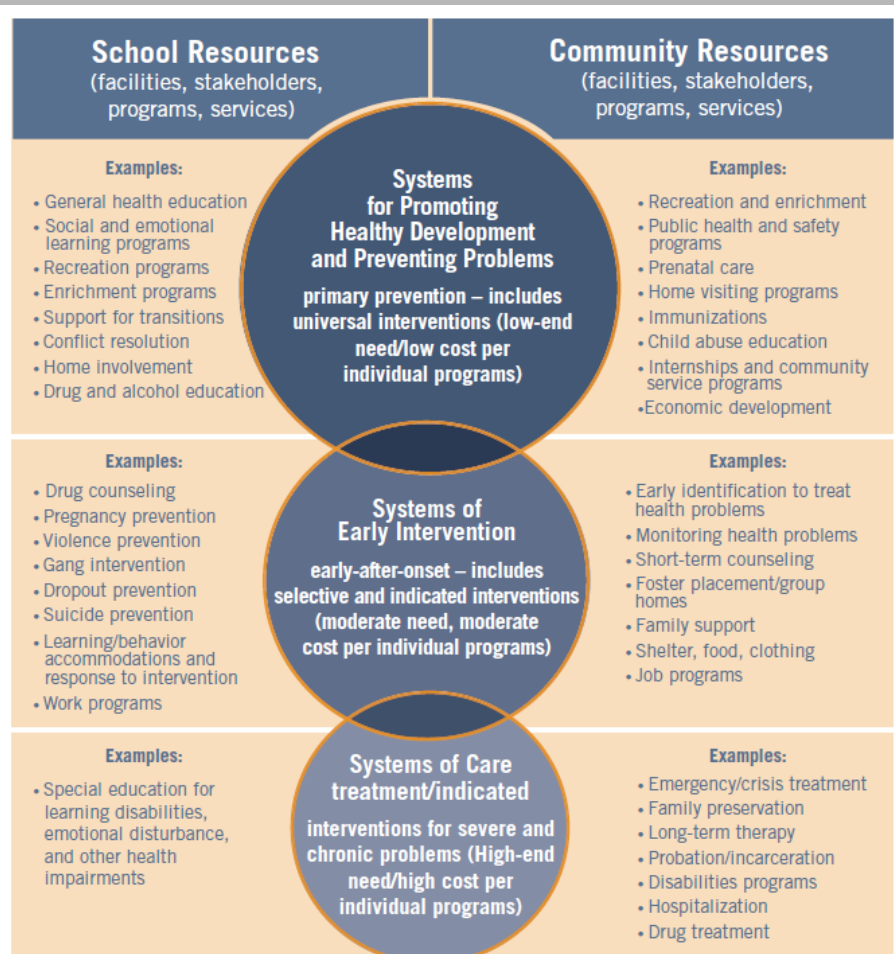 School Resources
(facilities, stakeholders,
programs, services)
Community Resources
(facilities, stakeholders,
programs, services)
Examples:
• General health education
• Social and emotional
learning programs
• Recreation programs
• Enrichment programs
• Support for transitions
• Conflict resolution
• Home involvement
• Drug and alcohol education
Systems
for Promoting
Healthy Development
and Preventing Problems
primary prevention – includes
universal interventions (low-end
need/low cost per
individual programs)
Examples:
• Recreation and enrichment
• Public health and safety
programs
• Prenatal care
• Home visiting programs
• Immunizations
• Child abuse education
• Internships and community
service programs
•Economic development
Examples:
• Drug counseling
• Pregnancy prevention
• Violence prevention
• Gang intervention
• Dropout prevention
• Suicide prevention
• Learning/behavior
accommodations and
response to intervention
• Work programs
Systems of
Early Intervention
early-after-onset – includes
selective and indicated interventions
(moderate need, moderate
cost per individual programs)
Examples:
• Early identification to treat
health problems
• Monitoring health problems
• Short-term counseling
• Foster placement/group
homes
• Family support
• Shelter, food, clothing
• Job programs
Examples:
• Special education for
learning disabilities,
emotional disturbance,
and other health
impairments
Systems of Care
treatment/indicated
interventions for severe and
chronic problems (High-end
need/high cost per
individual programs)
Examples:
• Emergency/crisis treatment
• Family preservation
• Long-term therapy
• Probation/incarceration
• Disabilities programs
• Hospitalization
• Drug treatment